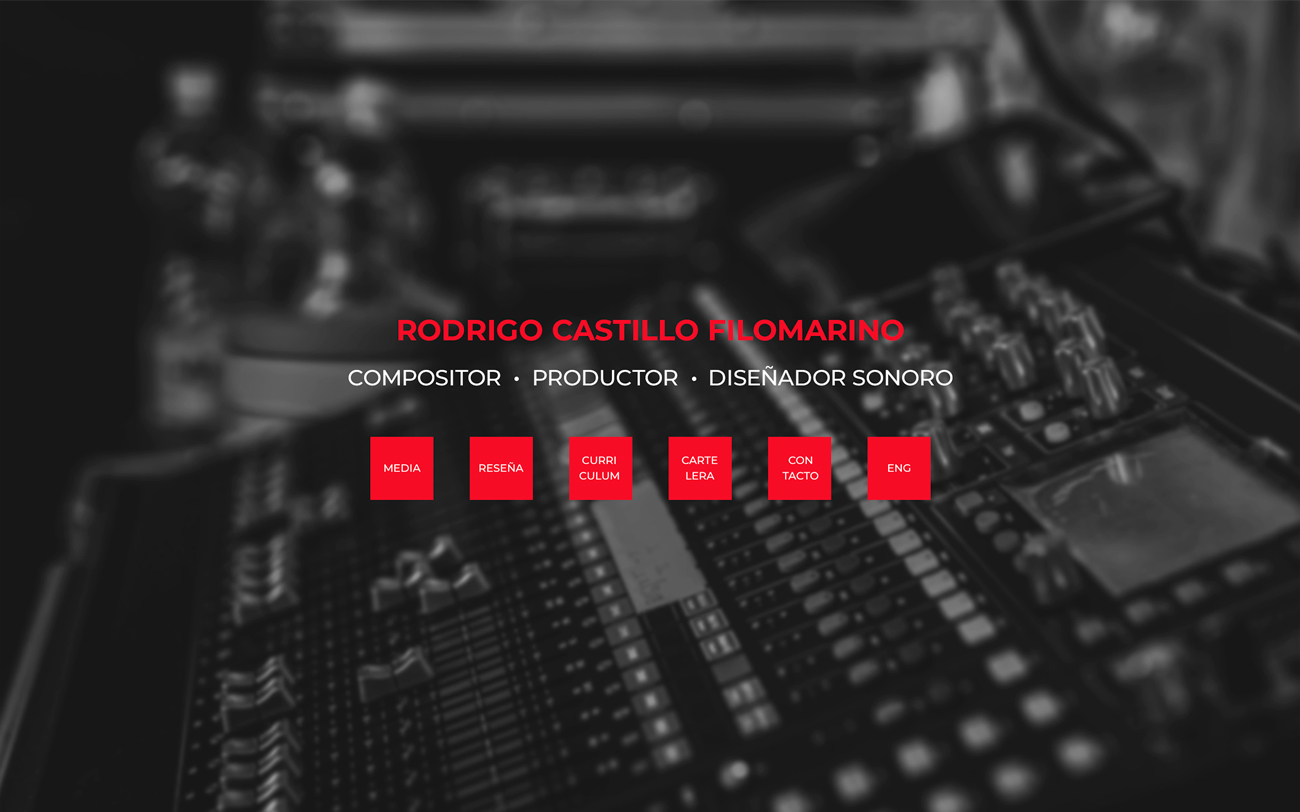 RODRIGO CASTILLO FILOMARINO
COMPOSITOR • PRODUCTOR • DISEÑADOR SONORO
MEDIA
RESEÑA
CURRI
CULUM
CARTE
LERA
CON
TACTO
ENG